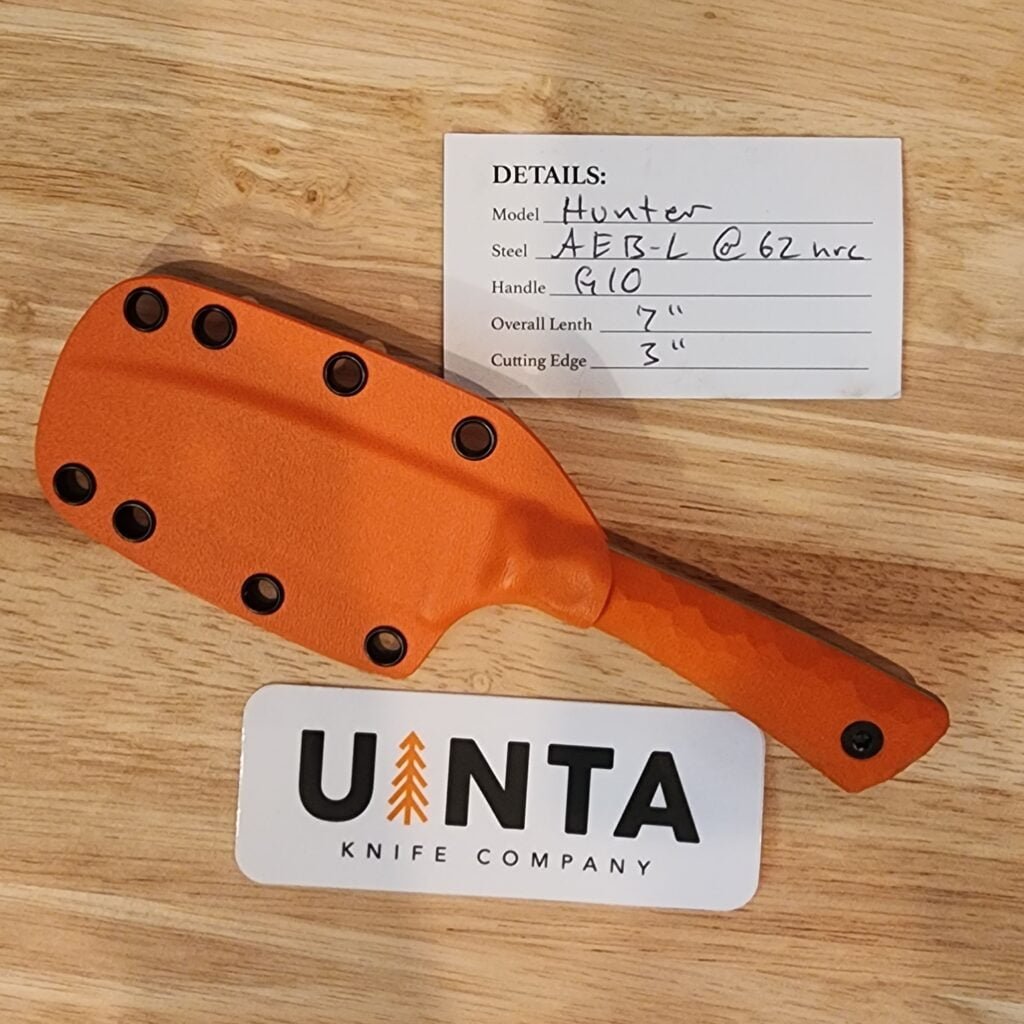 DETAILS:
Model Hunter
Steel AEB-L @ 62 hrc
Handle G10
Overall Lenth 7"
Cutting Edge 3"
UINTA
KNIFE COMPANY